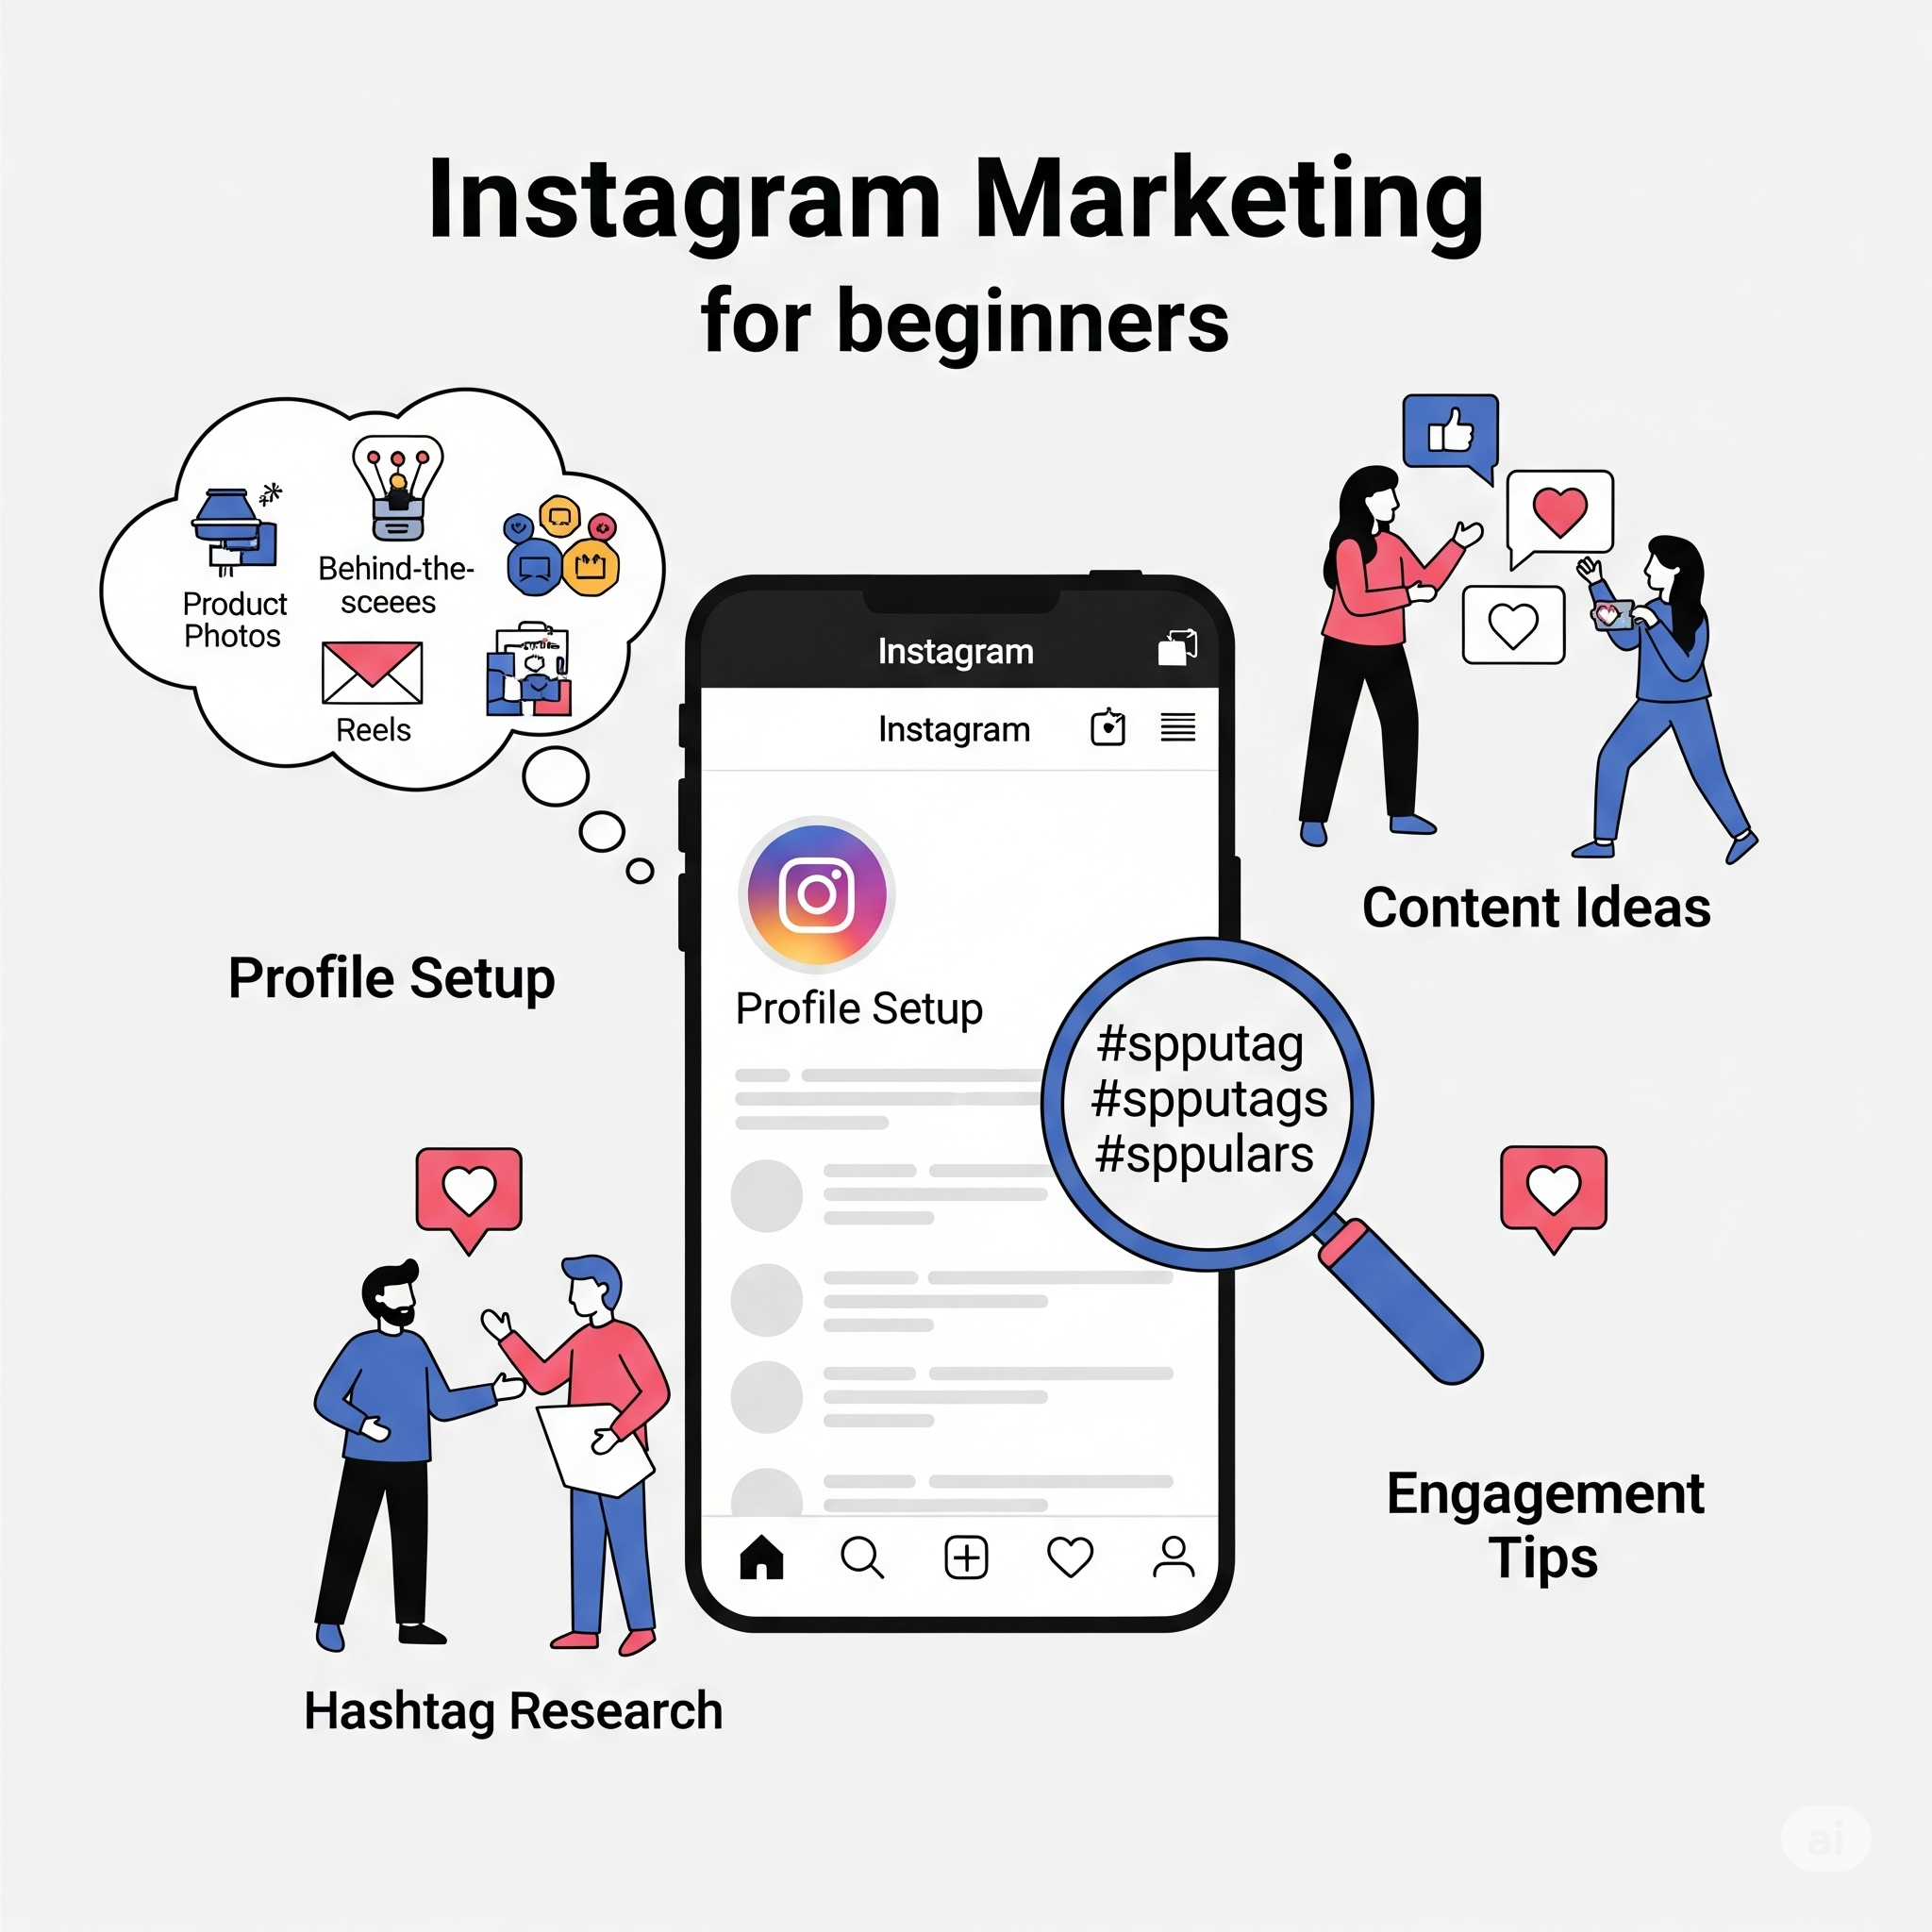 Instagram Marketing
for beginners
Product
Photos
Behind-the-
sceees
Reels
Profile Setup
Instagram
Instagram
Profile Setup
#spputag
#spputags
#sppulars
Content Ideas
Hashtag Research
Engagement
Tips
ai